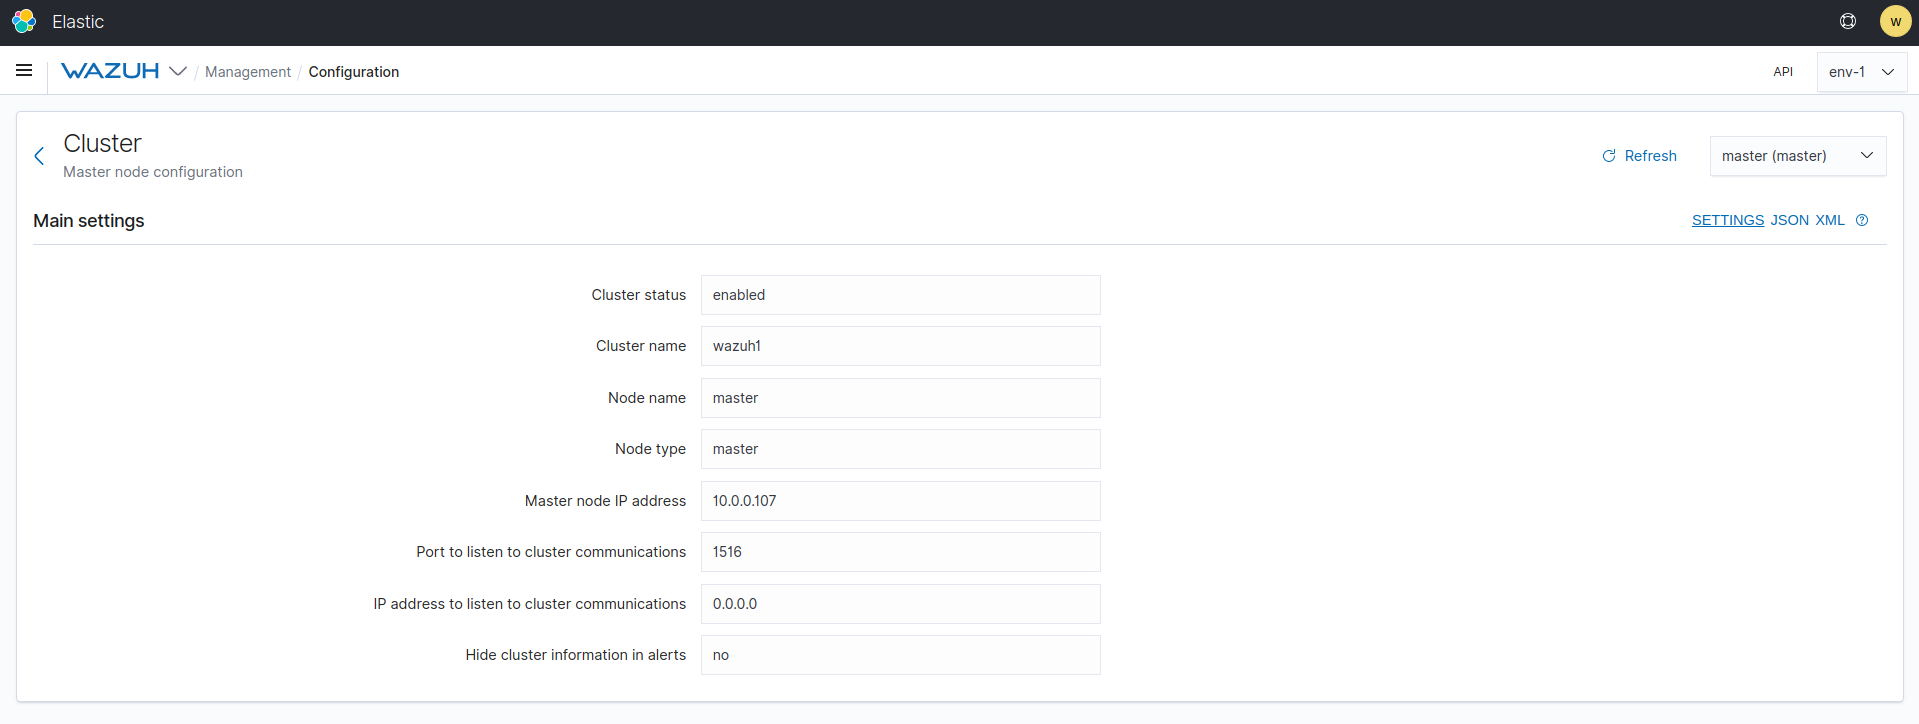 Elastic
w
WAZUH / Management / Configuration
API
env-1
Cluster
Master node configuration
Refresh
master (master)
Main settings
SETTINGS JSON XML
Cluster status enabled
Cluster name wazuh1
Node name master
Node type master
Master node IP address 10.0.0.107
Port to listen to cluster communications 1516
IP address to listen to cluster communications 0.0.0.0
Hide cluster information in alerts no